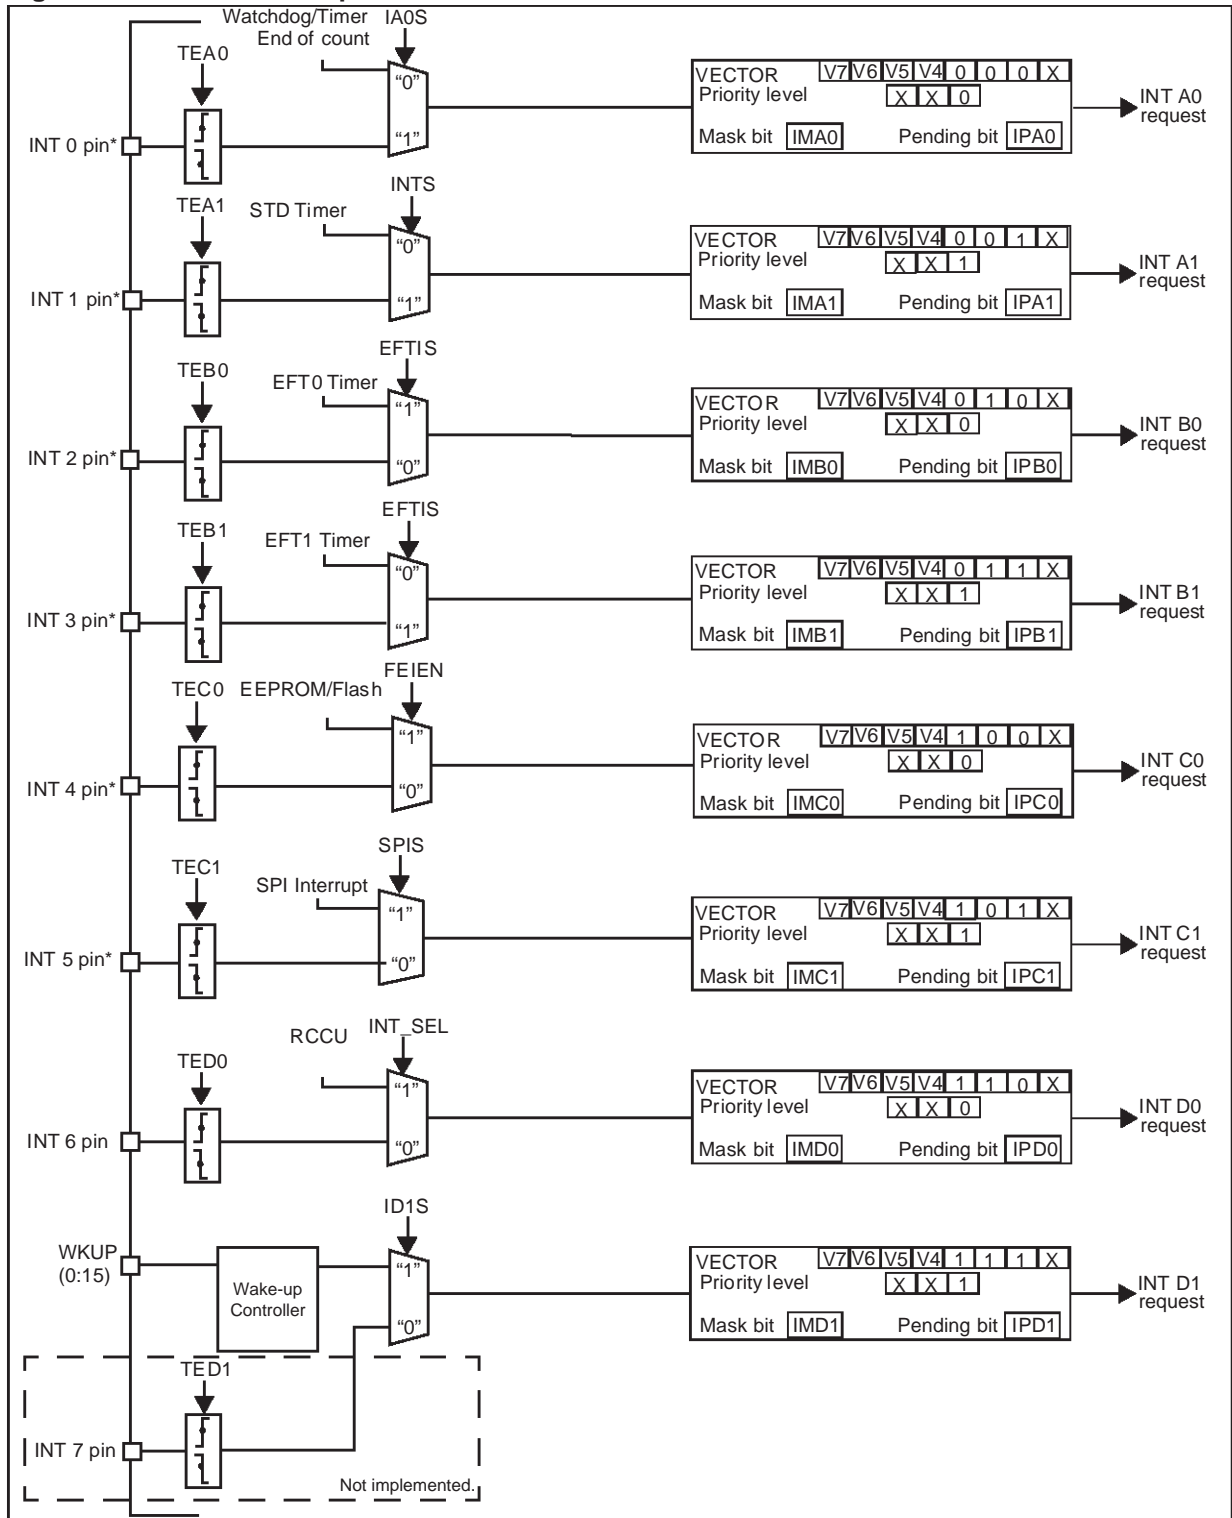 Watchdog/Timer
End of count
IA0S
TEA0
"0"
"1"
INT 0 pin*
VECTOR V7 V6 V5 V4 0 0 0 X
Priority level X X 0
Mask bit IMA0 Pending bit IPA0
INT A0
request
INTS
TEA1
STD Timer
"0"
"1"
INT 1 pin*
VECTOR V7 V6 V5 V4 0 0 1 X
Priority level X X 1
Mask bit IMA1 Pending bit IPA1
INT A1
request
EFTIS
TEB0
EFT0 Timer
"1"
"0"
INT 2 pin*
VECTOR V7 V6 V5 V4 0 1 0 X
Priority level X X 0
Mask bit IMB0 Pending bit IPB0
INT B0
request
EFTIS
TEB1
EFT1 Timer
"0"
"1"
INT 3 pin*
VECTOR V7 V6 V5 V4 0 1 1 X
Priority level X X 1
Mask bit IMB1 Pending bit IPB1
INT B1
request
FEIEN
TEC0
EEPROM/Flash
"1"
"0"
INT 4 pin*
VECTOR V7 V6 V5 V4 1 0 0 X
Priority level X X 0
Mask bit IMC0 Pending bit IPC0
INT C0
request
SPIS
TEC1
SPI Interrupt
"1"
"0"
INT 5 pin*
VECTOR V7 V6 V5 V4 1 0 1 X
Priority level X X 1
Mask bit IMC1 Pending bit IPC1
INT C1
request
INT_SEL
RCCU
TED0
"1"
"0"
INT 6 pin
VECTOR V7 V6 V5 V4 1 1 0 X
Priority level X X 0
Mask bit IMD0 Pending bit IPD0
INT D0
request
ID1S
WKUP
(0:15)
Wake-up
Controller
"1"
"0"
VECTOR V7 V6 V5 V4 1 1 1 X
Priority level X X 1
Mask bit IMD1 Pending bit IPD1
INT D1
request
TED1
INT 7 pin
Not implemented.